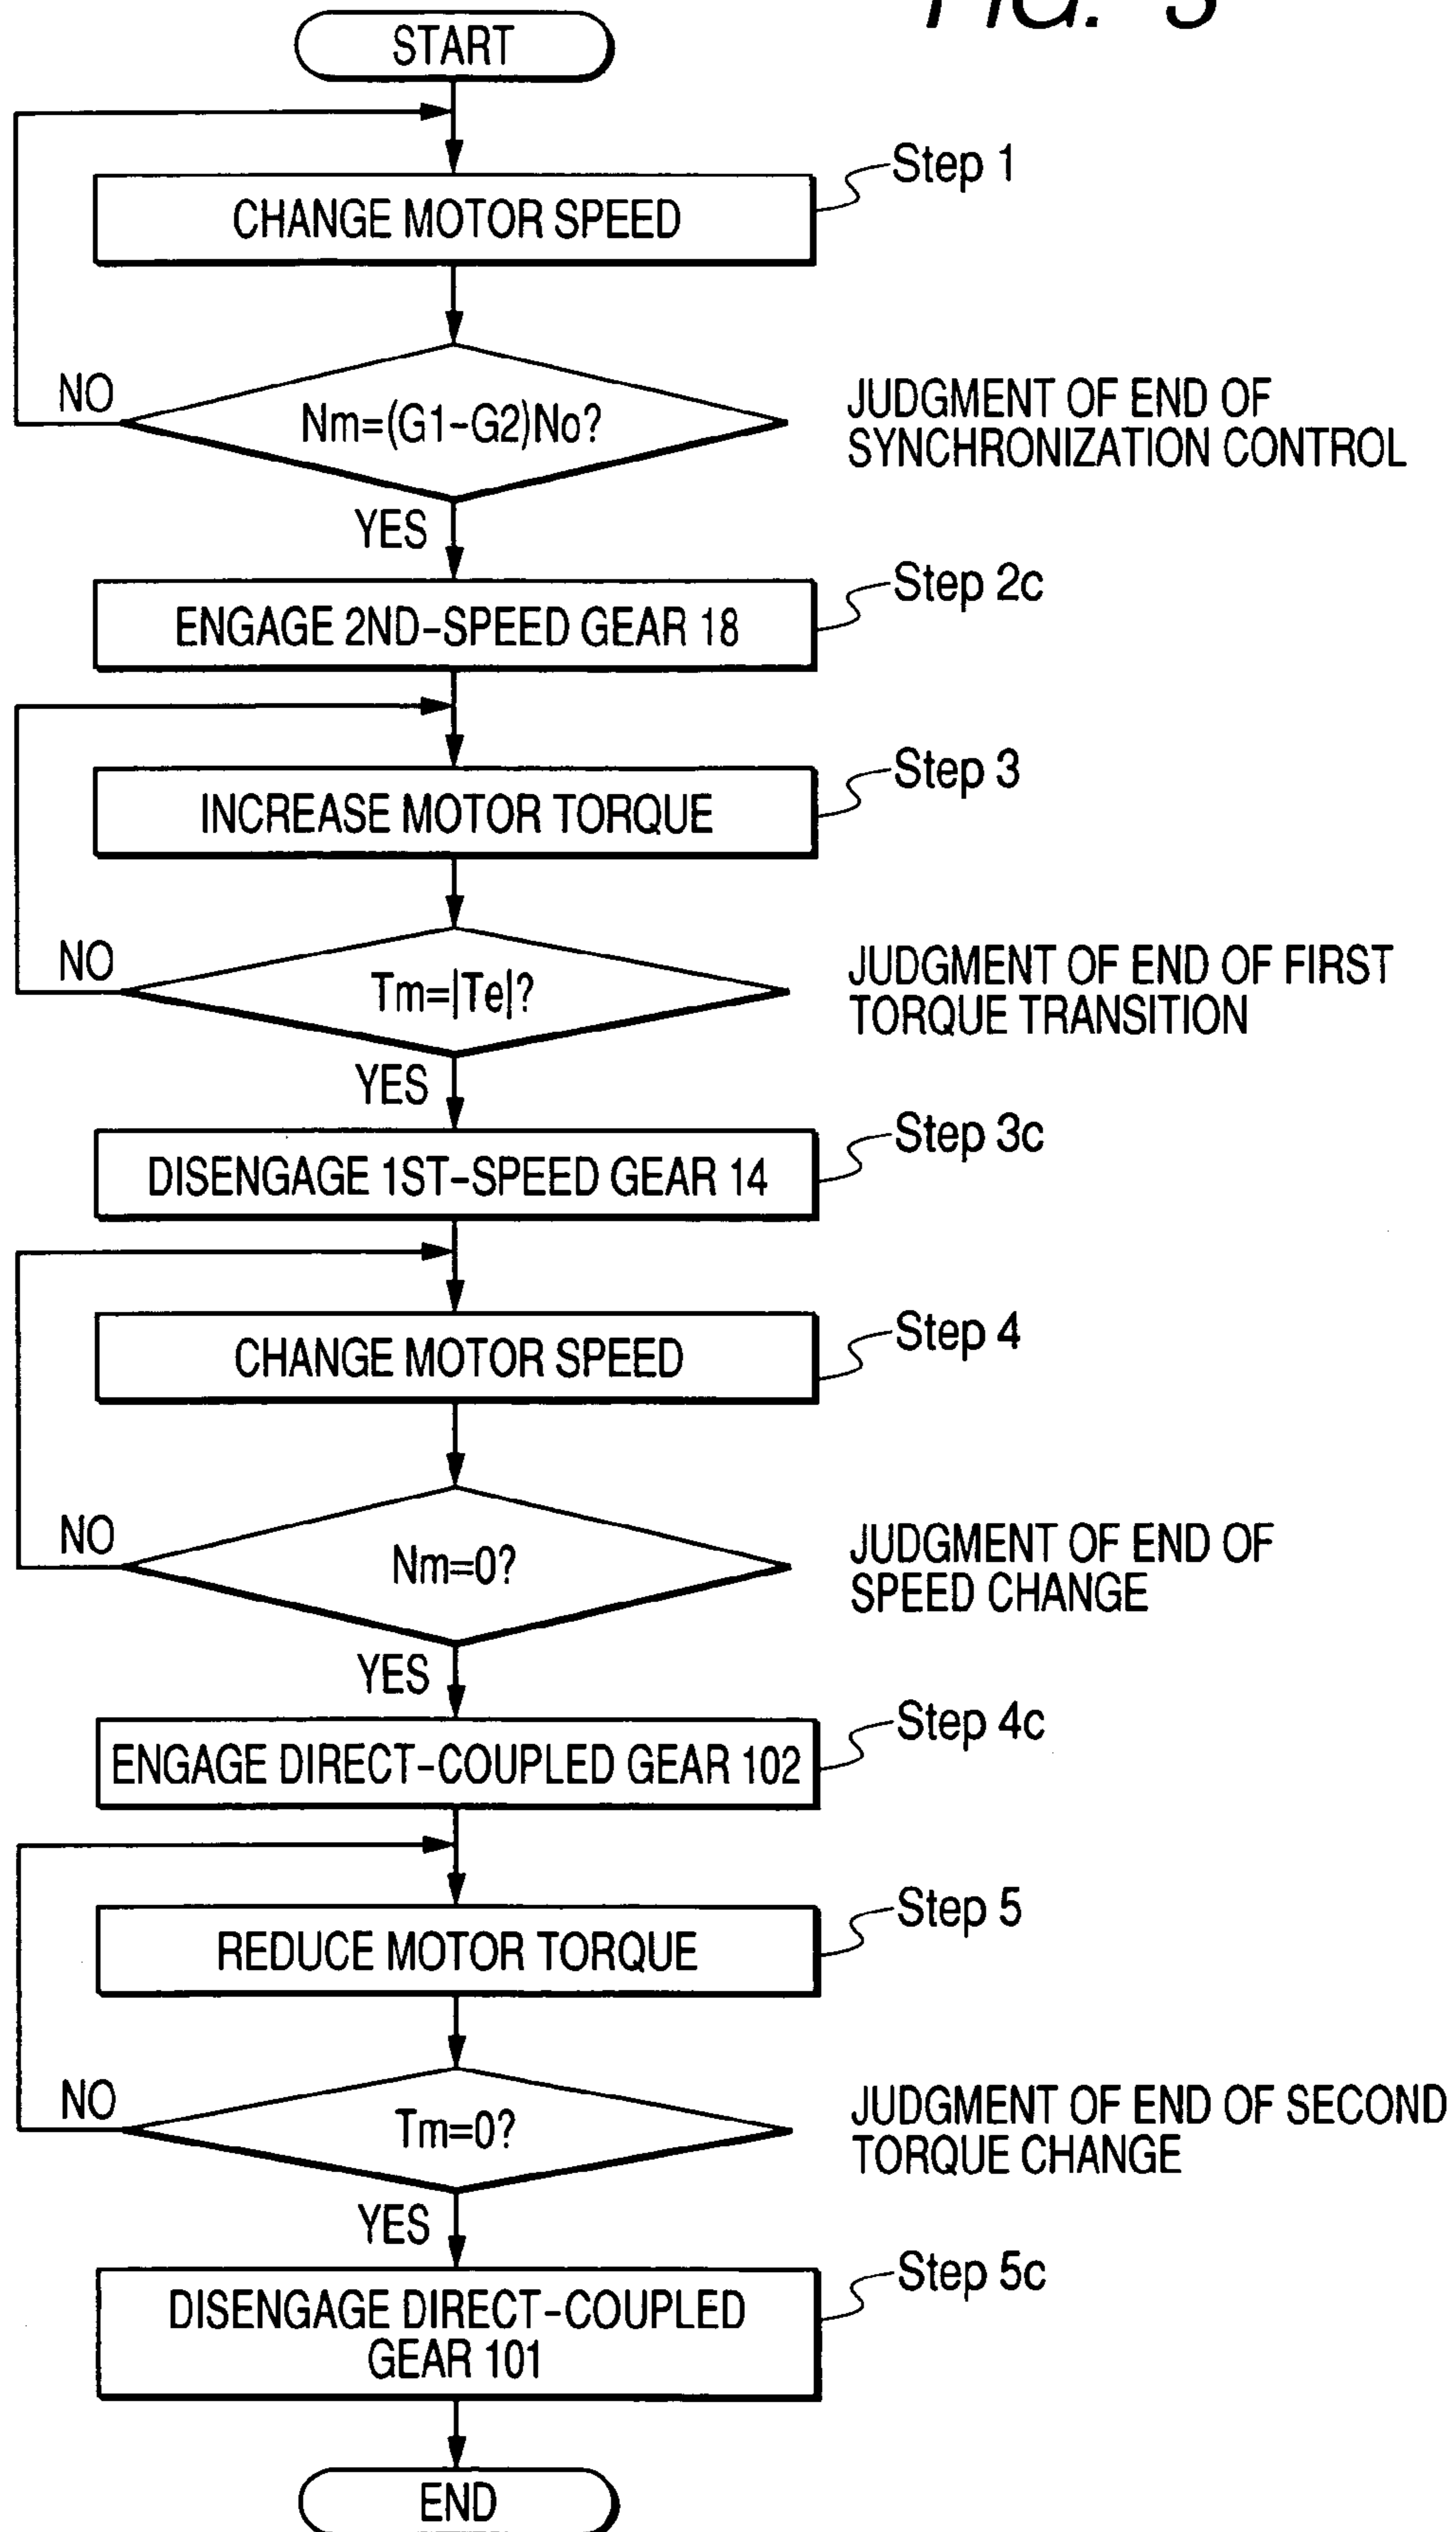 FIG. 3
START
Step 1
CHANGE MOTOR SPEED
NO
Nm=(G1-G2)No?
JUDGMENT OF END OF
SYNCHRONIZATION CONTROL
YES
Step 2c
ENGAGE 2ND-SPEED GEAR 18
Step 3
INCREASE MOTOR TORQUE
NO
Tm=|Te|?
JUDGMENT OF END OF FIRST
TORQUE TRANSITION
YES
Step 3c
DISENGAGE 1ST-SPEED GEAR 14
Step 4
CHANGE MOTOR SPEED
NO
Nm=0?
JUDGMENT OF END OF
SPEED CHANGE
YES
Step 4c
ENGAGE DIRECT-COUPLED GEAR 102
Step 5
REDUCE MOTOR TORQUE
NO
Tm=0?
JUDGMENT OF END OF SECOND
TORQUE CHANGE
YES
Step 5c
DISENGAGE DIRECT-COUPLED
GEAR 101
END